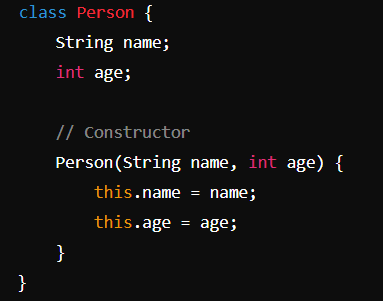 class Person {
    String name;
    int age;

    // Constructor
    Person(String name, int age) {
        this.name = name;
        this.age = age;
    }
}